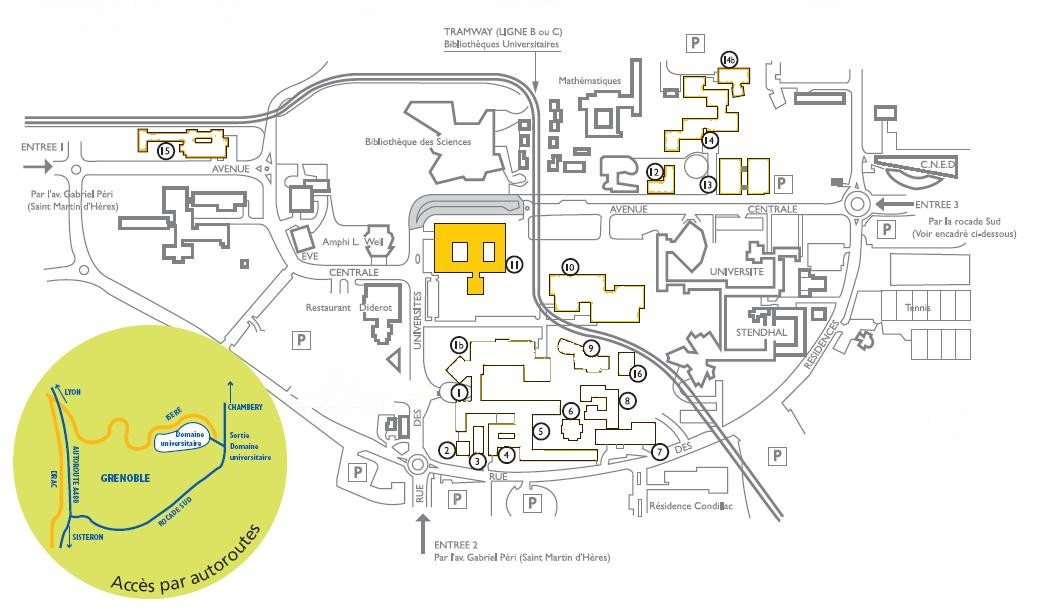 TRAMWAY (LIGNE B ou C)
Bibliothèques Universitaires
P
14b
Mathématiques
ENTREE 1
15
Bibliothèque des Sciences
14
AVENUE
12
13
P
C.N.E.D
Par l'av. Gabriel Péri
(Saint Martin d'Hères)
AVENUE
CENTRALE
ENTREE 3
Par la rocade Sud
(Voir encadré ci-dessous)
P
EVE
Amphi L. Weil
11
10
CENTRALE
UNIVERSITE
Restaurant Diderot
UNIVERSITES
Tennis
STENDHAL
P
RESIDENCES
1b
9
16
1
LYON
ISERE
CHAMBERY
8
6
DES
5
Domaine
universitaire
Sortie
Domaine
universitaire
2
3
4
7
DES
P
AUTOROUTE A480
DRAC
GRENOBLE
P
RUE
RUE
P
P
Résidence Condillac
ROCADE SUD
SISTERON
ENTREE 2
Par l'av. Gabriel Péri (Saint Martin d'Hères)
Accès par autoroutes